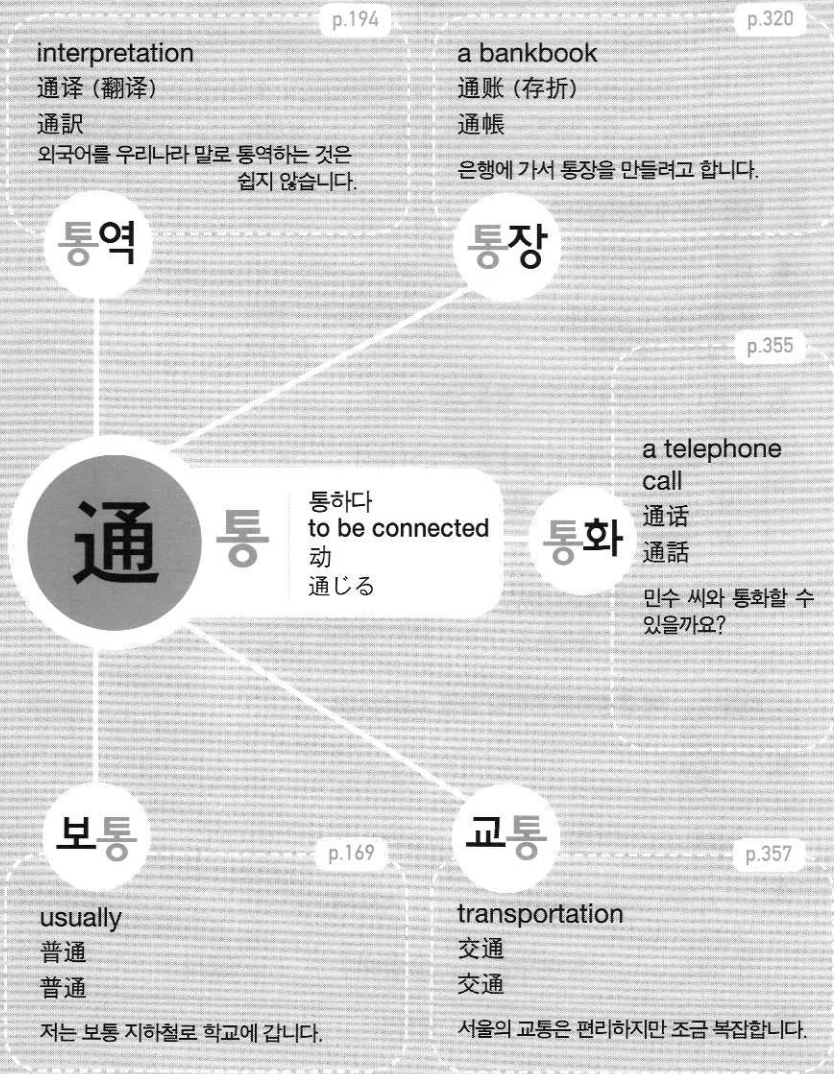 p.194
interpretation
通译 (翻译)
通訳
외국어를 우리나라 말로 통역하는 것은
쉽지 않습니다.
통역
p.320
a bankbook
通账 (存折)
通帳
은행에 가서 통장을 만들려고 합니다.
통장
通
통
통하다
to be connected
动
通じる
통화
p.355
a telephone
call
通话
通話
민수 씨와 통화할 수
있을까요?
보통
p.169
usually
普通
普通
저는 보통 지하철로 학교에 갑니다.
교통
p.357
transportation
交通
交通
서울의 교통은 편리하지만 조금 복잡합니다.